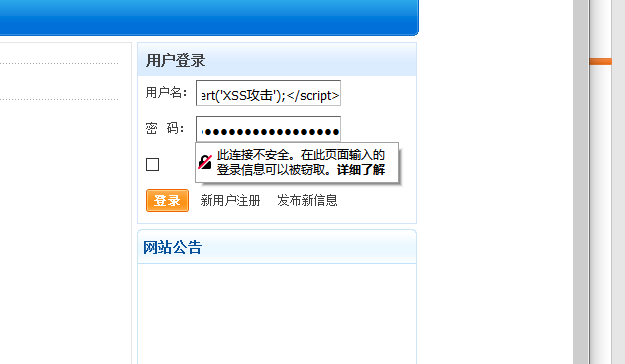 用户登录
用户名：
ert('XSS攻击');</script>
密 码：
此连接不安全。在此页面输入的
登录信息可以被窃取。详细了解
登录 新用户注册 发布新信息
网站公告